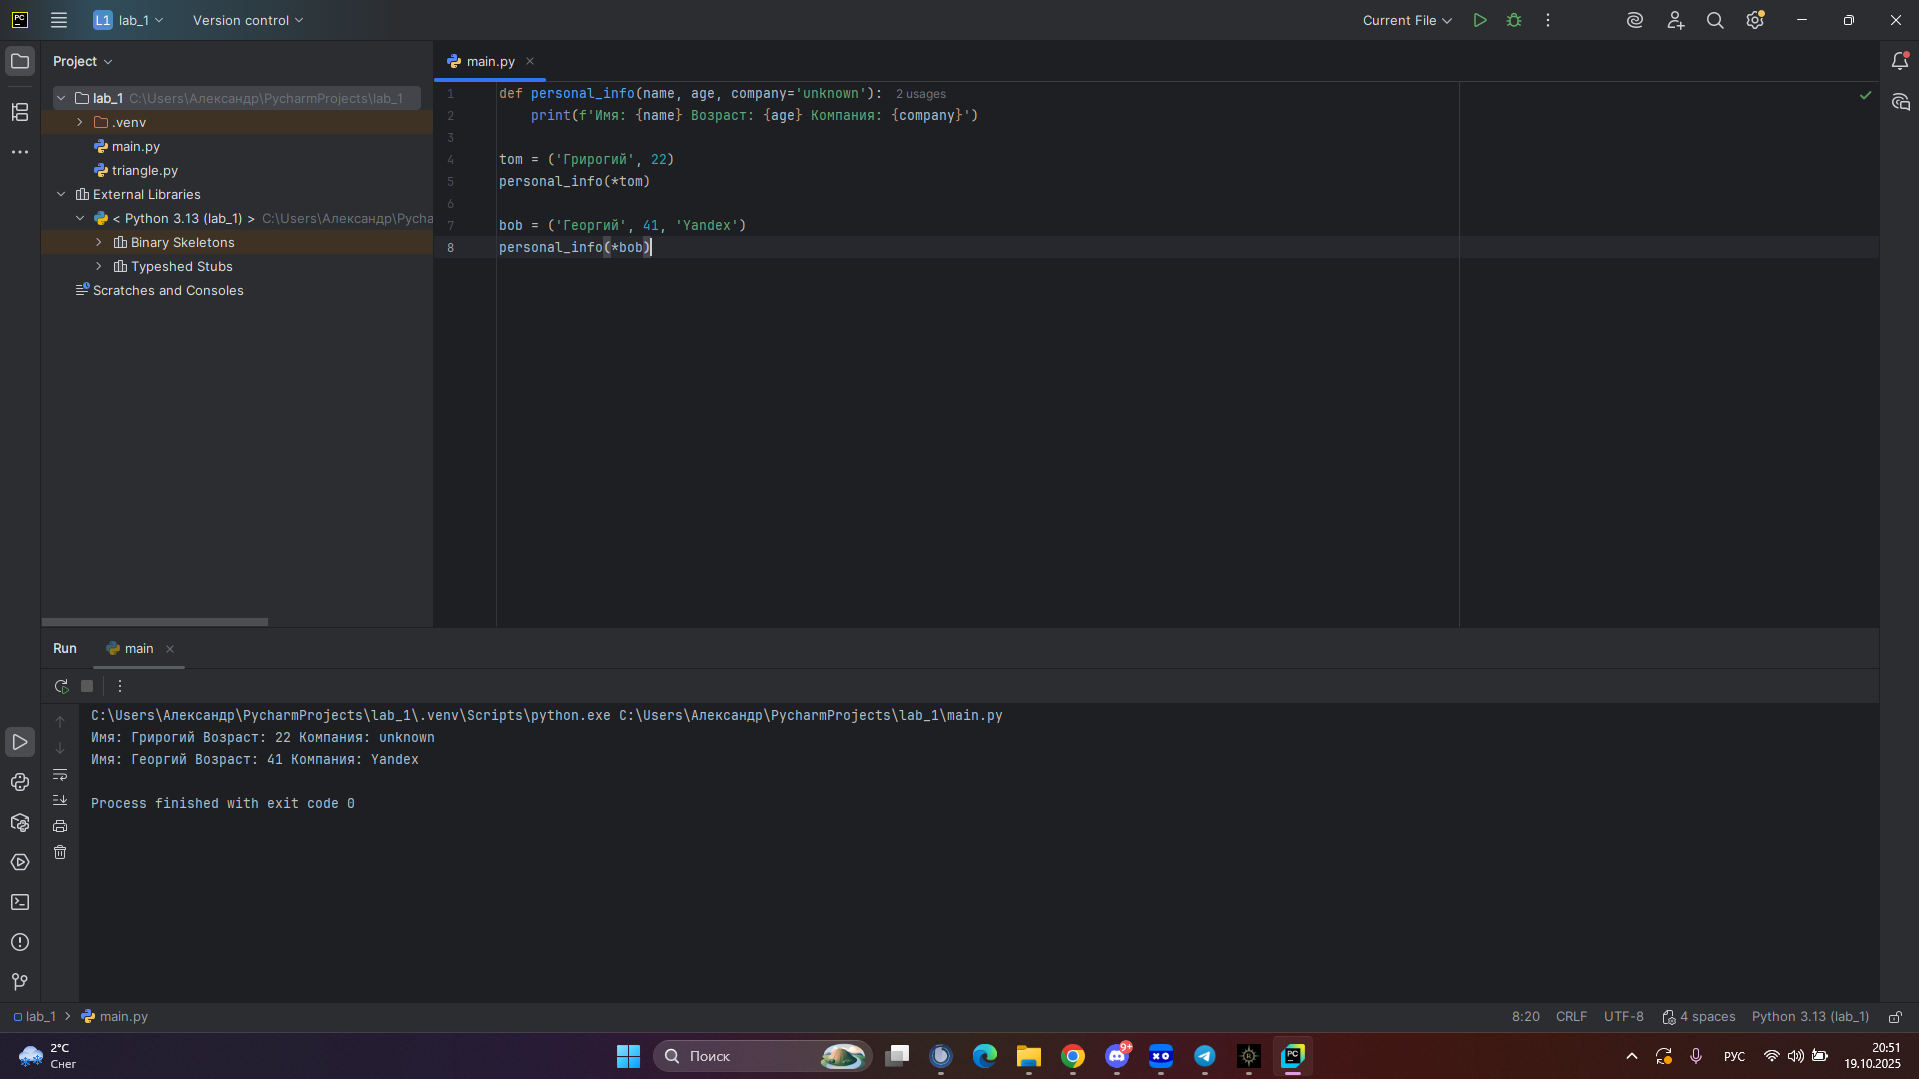 PC
L1 lab_1
Version control
Current File
Project
main.py
lab_1 C:\Users\Александр\PycharmProjects\lab_1
.venv
main.py
triangle.py
External Libraries
< Python 3.13 (lab_1) > C:\Users\Александр\Pycha
Binary Skeletons
Typeshed Stubs
Scratches and Consoles
1 def personal_info(name, age, company='unknown'): 2 usages
2 print(f'Имя: {name} Возраст: {age} Компания: {company}')
3
4 tom = ('Грирогий', 22)
5 personal_info(*tom)
6
7 bob = ('Георгий', 41, 'Yandex')
8 personal_info(*bob)
Run main
C:\Users\Александр\PycharmProjects\lab_1\.venv\Scripts\python.exe C:\Users\Александр\PycharmProjects\lab_1\main.py
Имя: Грирогий Возраст: 22 Компания: unknown
Имя: Георгий Возраст: 41 Компания: Yandex
Process finished with exit code 0
lab_1 > main.py
8:20 CRLF UTF-8 4 spaces Python 3.13 (lab_1)
2°C
Снег
Поиск
9+
XO
PC
РУС
20:51
19.10.2025